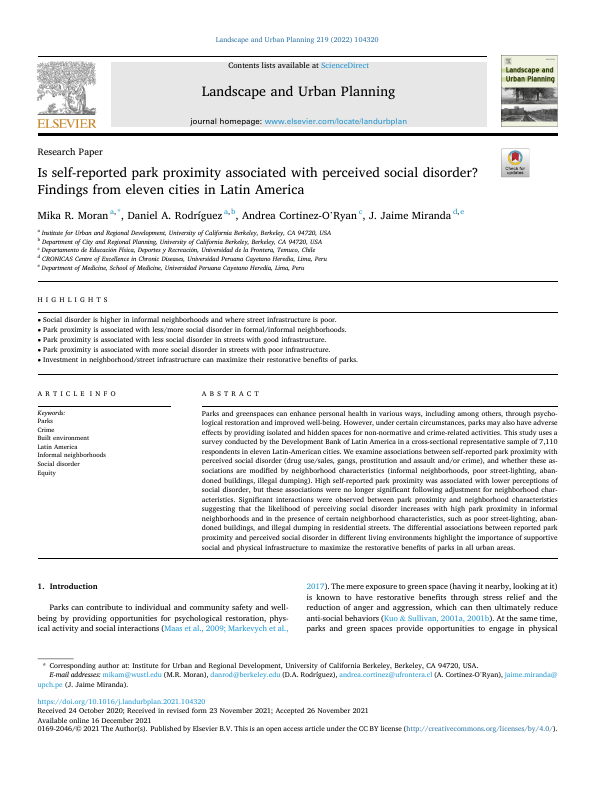 Landscape and Urban Planning 219 (2022) 104320
Contents lists available at ScienceDirect
Landscape and Urban Planning
journal homepage: www.elsevier.com/locate/landurbplan
ELSEVIER
Landscape and
Urban Planning
Check for
updates
Research Paper
Is self-reported park proximity associated with perceived social disorder?
Findings from eleven cities in Latin America
Mika R. Moran a,*, Daniel A. Rodríguez a,b, Andrea Cortinez-O'Ryan c, J. Jaime Miranda d,e
a Institute for Urban and Regional Development, University of California Berkeley, Berkeley, CA 94720, USA
b Department of City and Regional Planning, University of California Berkeley, Berkeley, CA 94720, USA
c Departamento de Educación Física, Deportes y Recreación, Universidad de la Frontera, Temuco, Chile
d CRONICAS Centre of Excellence in Chronic Diseases, Universidad Peruana Cayetano Heredia, Lima, Peru
e Department of Medicine, School of Medicine, Universidad Peruana Cayetano Heredia, Lima, Peru
HIGHLIGHTS
• Social disorder is higher in informal neighborhoods and where street infrastructure is poor.
• Park proximity is associated with less/more social disorder in formal/informal neighborhoods.
• Park proximity is associated with less social disorder in streets with good infrastructure.
• Park proximity is associated with more social disorder in streets with poor infrastructure.
• Investment in neighborhood/street infrastructure can maximize their restorative benefits of parks.
ARTICLE INFO
Keywords:
Parks
Crime
Built environment
Latin America
Informal neighborhoods
Social disorder
Equity
ABSTRACT
Parks and greenspaces can enhance personal health in various ways, including among others, through psycho-
logical restoration and improved well-being. However, under certain circumstances, parks may also have adverse
effects by providing isolated and hidden spaces for non-normative and crime-related activities. This study uses a
survey conducted by the Development Bank of Latin America in a cross-sectional representative sample of 7,110
respondents in eleven Latin-American cities. We examine associations between self-reported park proximity with
perceived social disorder (drug use/sales, gangs, prostitution and assault and/or crime), and whether these as-
sociations are modified by neighborhood characteristics (informal neighborhoods, poor street-lighting, aban-
doned buildings, illegal dumping). High self-reported park proximity was associated with lower perceptions of
social disorder, but these associations were no longer significant following adjustment for neighborhood char-
acteristics. Significant interactions were observed between park proximity and neighborhood characteristics
suggesting that the likelihood of perceiving social disorder increases with high park proximity in informal
neighborhoods and in the presence of certain neighborhood characteristics, such as poor street-lighting, aban-
doned buildings, and illegal dumping in residential streets. The differential associations between reported park
proximity and perceived social disorder in different living environments highlight the importance of supportive
social and physical infrastructure to maximize the restorative benefits of parks in all urban areas.
1. Introduction
Parks can contribute to individual and community safety and well-
being by providing opportunities for psychological restoration, phys-
ical activity and social interactions (Maas et al., 2009; Markevych et al.,
2017). The mere exposure to green space (having it nearby, looking at it)
is known to have restorative benefits through stress relief and the
reduction of anger and aggression, which can then ultimately reduce
anti-social behaviors (Kuo & Sullivan, 2001a, 2001b). At the same time,
parks and green spaces provide opportunities to engage in physical
* Corresponding author at: Institute for Urban and Regional Development, University of California Berkeley, Berkeley, CA 94720, USA.
E-mail addresses: mikam@wustl.edu (M.R. Moran), danrod@berkeley.edu (D.A. Rodríguez), andrea.cortinez@ufrontera.cl (A. Cortinez-O'Ryan), jaime.miranda@
upch.pe (J. Jaime Miranda).
https://doi.org/10.1016/j.landurbplan.2021.104320
Received 24 October 2020; Received in revised form 23 November 2021; Accepted 26 November 2021
Available online 16 December 2021
0169-2046/© 2021 The Author(s). Published by Elsevier B.V. This is an open access article under the CC BY license (http://creativecommons.org/licenses/by/4.0/).